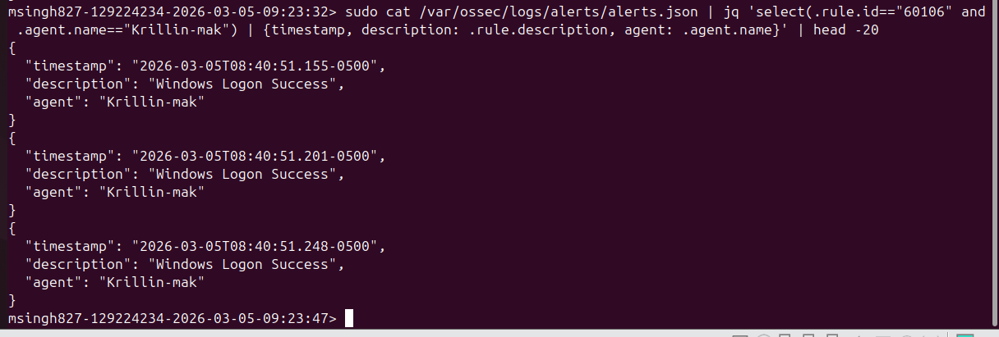 msingh827-129224234-2026-03-05-09:23:32> sudo cat /var/ossec/logs/alerts/alerts.json | jq 'select(.rule.id=="60106" and
 .agent.name=="Krillin-mak") | {timestamp, description: .rule.description, agent: .agent.name}' | head -20
{
  "timestamp": "2026-03-05T08:40:51.155-0500",
  "description": "Windows Logon Success",
  "agent": "Krillin-mak"
}
{
  "timestamp": "2026-03-05T08:40:51.201-0500",
  "description": "Windows Logon Success",
  "agent": "Krillin-mak"
}
{
  "timestamp": "2026-03-05T08:40:51.248-0500",
  "description": "Windows Logon Success",
  "agent": "Krillin-mak"
}
msingh827-129224234-2026-03-05-09:23:47>